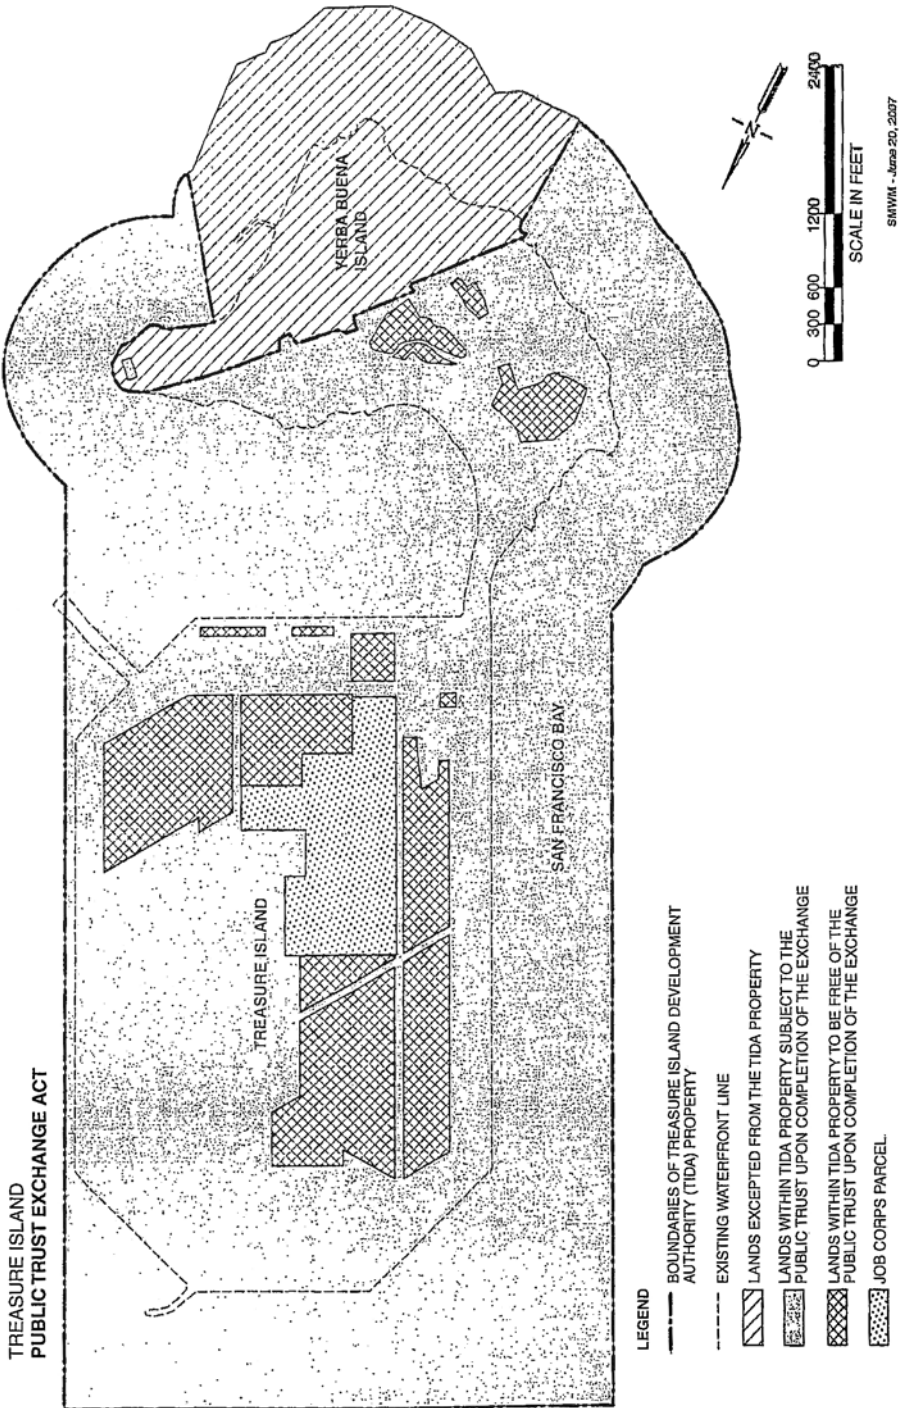 TREASURE ISLAND
PUBLIC TRUST EXCHANGE ACT
TREASURE ISLAND
YERBA BUENA
ISLAND
SAN FRANCISCO BAY
LEGEND
BOUNDARIES OF TREASURE ISLAND DEVELOPMENT
AUTHORITY (TIDA) PROPERTY
EXISTING WATERFRONT LINE
LANDS EXCEPTED FROM THE TIDA PROPERTY
LANDS WITHIN TIDA PROPERTY SUBJECT TO THE
PUBLIC TRUST UPON COMPLETION OF THE EXCHANGE
LANDS WITHIN TIDA PROPERTY TO BE FREE OF THE
PUBLIC TRUST UPON COMPLETION OF THE EXCHANGE
JOB CORPS PARCEL
N
0 300 600 1200 2400
SCALE IN FEET
SMWM - June 20, 2007